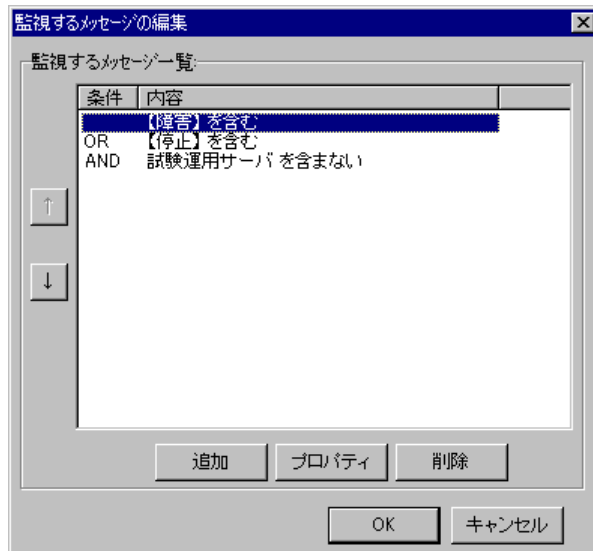 監視するメッセージの編集
監視するメッセージ一覧:
条件 内容
【障害】を含む
OR 【停止】を含む
AND 試験運用サーバ を含まない
↑
↓
追加 プロパティ 削除
OK キャンセル